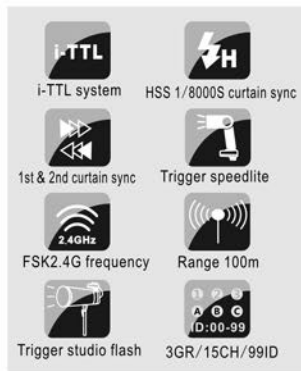 i-TTL
H
i-TTL system
HSS 1/8000S curtain sync
1st & 2nd curtain sync
Trigger speedlite
2.4GHz
FSK2.4G frequency
Range 100m
1 2 3
A B C
ID:00-99
Trigger studio flash
3GR/15CH/99ID